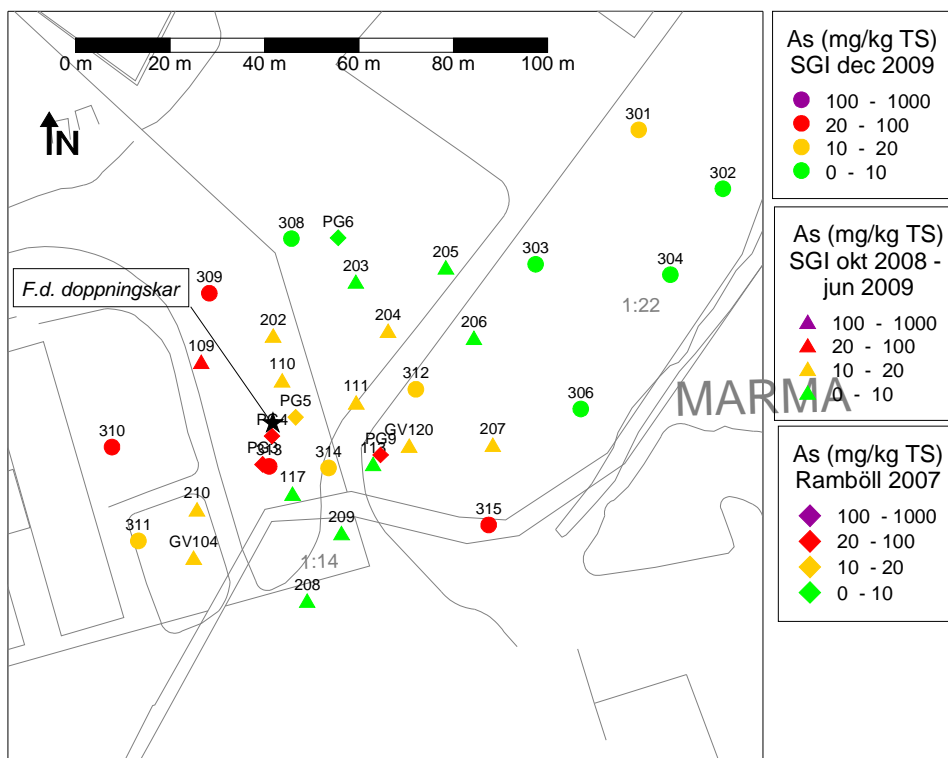 0 m 20 m 40 m 60 m 80 m 100 m
N
As (mg/kg TS)
SGI dec 2009
100 - 1000
20 - 100
10 - 20
0 - 10
As (mg/kg TS)
SGI okt 2008 -
jun 2009
100 - 1000
20 - 100
10 - 20
0 - 10
As (mg/kg TS)
Ramböll 2007
100 - 1000
20 - 100
10 - 20
0 - 10
301
302
308
PG6
303
205
304
203
309
F.d. doppningskar
1:22
202
204
206
109
110
312
111
306
MARMA
PG5
PG4
310
GV120
207
PG9
PG3
313
314
117
210
315
311
209
GV104
1:14
208